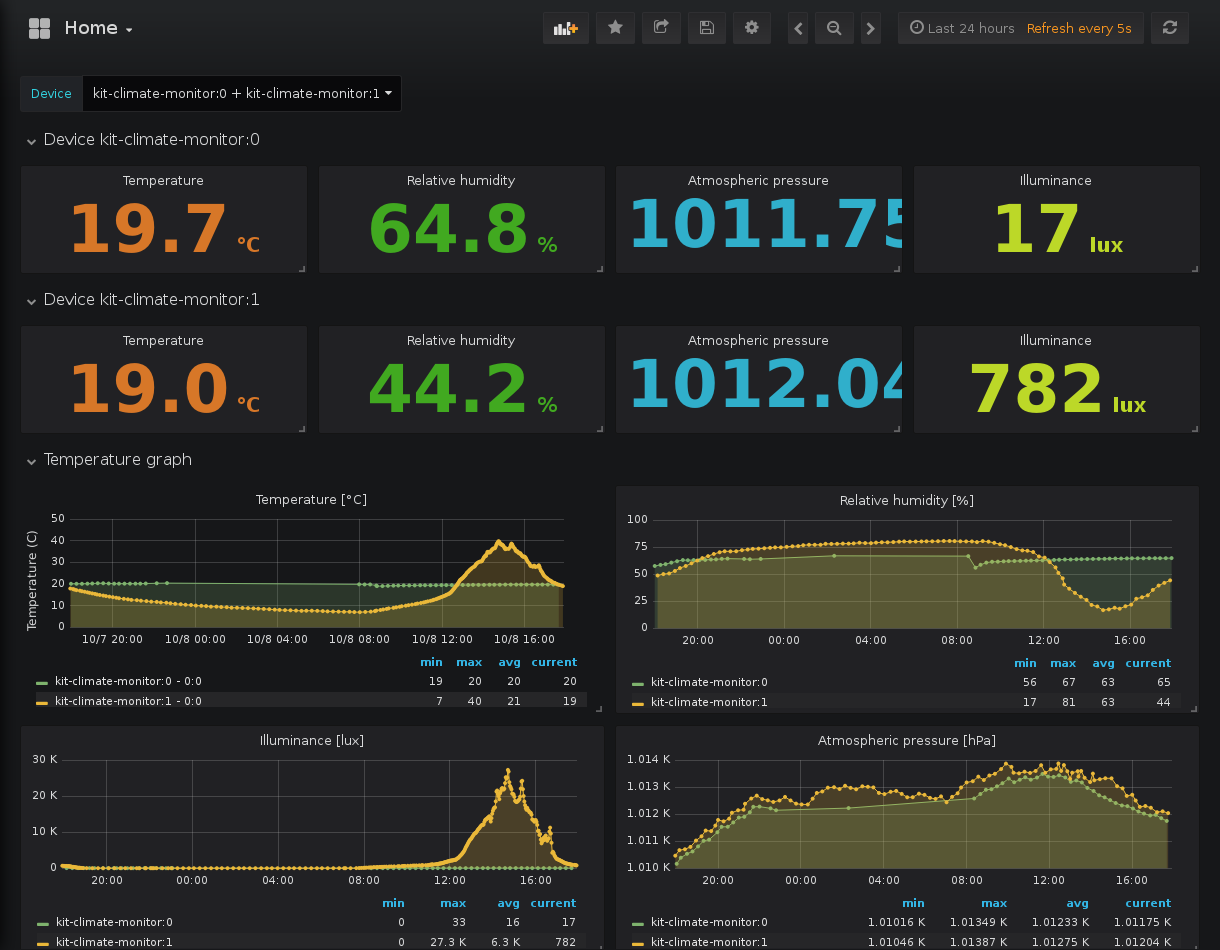 Home
Last 24 hours Refresh every 5s
Device kit-climate-monitor:0 + kit-climate-monitor:1
Device kit-climate-monitor:0
Temperature Relative humidity Atmospheric pressure Illuminance
19.7 °C 64.8 % 1011.75 17 lux
Device kit-climate-monitor:1
Temperature Relative humidity Atmospheric pressure Illuminance
19.0 °C 44.2 % 1012.04 782 lux
Temperature graph
Temperature [°C]
Temperature (C)
50
40
30
20
10
0
10/7 20:00 10/8 00:00 10/8 04:00 10/8 08:00 10/8 12:00 10/8 16:00
min max avg current
kit-climate-monitor:0 - 0:0 19 20 20 20
kit-climate-monitor:1 - 0:0 7 40 21 19
Relative humidity [%]
100
75
50
25
0
20:00 00:00 04:00 08:00 12:00 16:00
min max avg current
kit-climate-monitor:0 56 67 63 65
kit-climate-monitor:1 17 81 63 44
Illuminance [lux]
30 K
20 K
10 K
0
20:00 00:00 04:00 08:00 12:00 16:00
min max avg current
kit-climate-monitor:0 0 33 16 17
kit-climate-monitor:1 0 27.3 K 6.3 K 782
Atmospheric pressure [hPa]
1.014 K
1.013 K
1.012 K
1.011 K
1.010 K
20:00 00:00 04:00 08:00 12:00 16:00
min max avg current
kit-climate-monitor:0 1.01016 K 1.01349 K 1.01233 K 1.01175 K
kit-climate-monitor:1 1.01046 K 1.01387 K 1.01275 K 1.01204 K